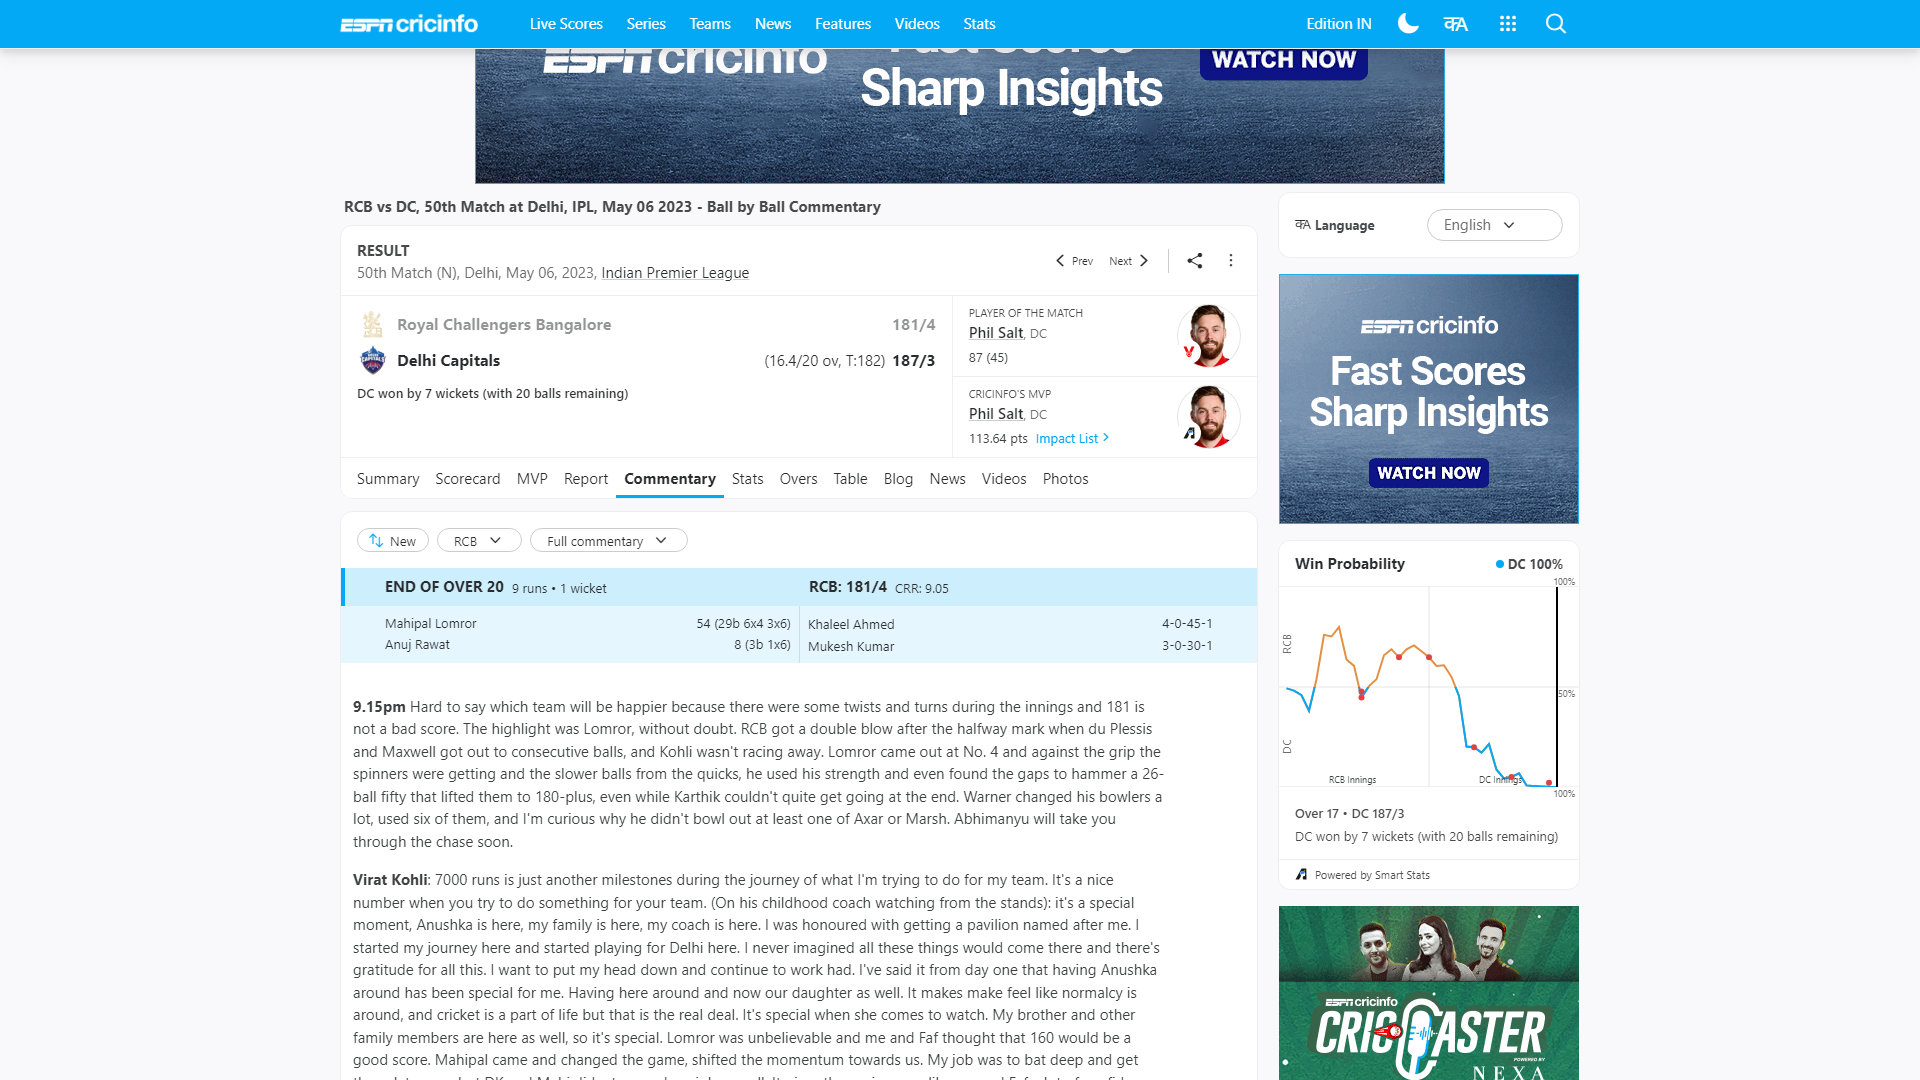 ESPN cricinfo Live Scores Series Teams News Features Videos Stats Edition IN
ESPN cricinfo Fast Scores WATCH NOW
Sharp Insights
RCB vs DC, 50th Match at Delhi, IPL, May 06 2023 - Ball by Ball Commentary
RESULT
50th Match (N), Delhi, May 06, 2023, Indian Premier League
Prev Next
Royal Challengers Bangalore 181/4
Delhi Capitals (16.4/20 ov, T:182) 187/3
DC won by 7 wickets (with 20 balls remaining)
PLAYER OF THE MATCH
Phil Salt, DC
87 (45)
CRICINFO'S MVP
Phil Salt, DC
113.64 pts Impact List
Summary Scorecard MVP Report Commentary Stats Overs Table Blog News Videos Photos
New RCB Full commentary
END OF OVER 20 9 runs • 1 wicket RCB: 181/4 CRR: 9.05
Mahipal Lomror 54 (29b 6x4 3x6) Khaleel Ahmed 4-0-45-1
Anuj Rawat 8 (3b 1x6) Mukesh Kumar 3-0-30-1
9.15pm Hard to say which team will be happier because there were some twists and turns during the innings and 181 is
not a bad score. The highlight was Lomror, without doubt. RCB got a double blow after the halfway mark when du Plessis
and Maxwell got out to consecutive balls, and Kohli wasn't racing away. Lomror came out at No. 4 and against the grip the
spinners were getting and the slower balls from the quicks, he used his strength and even found the gaps to hammer a 26-
ball fifty that lifted them to 180-plus, even while Karthik couldn't quite get going at the end. Warner changed his bowlers a
lot, used six of them, and I'm curious why he didn't bowl out at least one of Axar or Marsh. Abhimanyu will take you
through the chase soon.
Virat Kohli: 7000 runs is just another milestones during the journey of what I'm trying to do for my team. It's a nice
number when you try to do something for your team. (On his childhood coach watching from the stands): it's a special
moment, Anushka is here, my family is here, my coach is here. I was honoured with getting a pavilion named after me. I
started my journey here and started playing for Delhi here. I never imagined all these things would come there and there's
gratitude for all this. I want to put my head down and continue to work had. I've said it from day one that having Anushka
around has been special for me. Having here around and now our daughter as well. It makes make feel like normalcy is
around, and cricket is a part of life but that is the real deal. It's special when she comes to watch. My brother and other
family members are here as well, so it's special. Lomror was unbelievable and me and Faf thought that 160 would be a
good score. Mahipal came and changed the game, shifted the momentum towards us. My job was to bat deep and get
क्A Language English
ESPN cricinfo
Fast Scores
Sharp Insights
WATCH NOW
Win Probability DC 100%
100%
RCB
50%
DC
RCB Innings DC Innings
100%
Over 17 • DC 187/3
DC won by 7 wickets (with 20 balls remaining)
Powered by Smart Stats
ESPN cricinfo
CRICCASTER
POWERED BY
NEXA